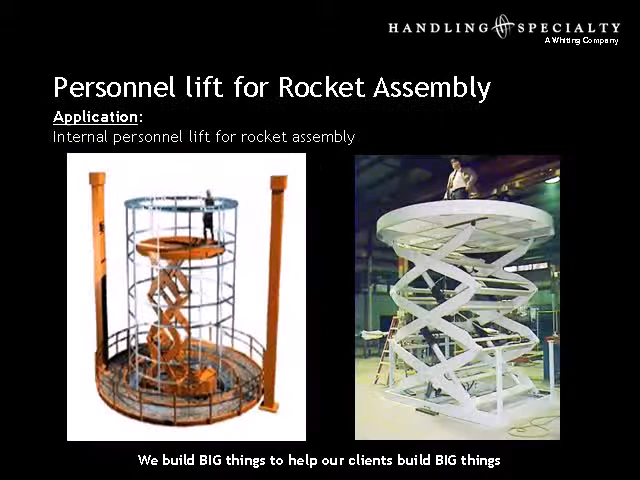 HANDLING SPECIALTY
A Whiting Company
Personnel lift for Rocket Assembly
Application:
Internal personnel lift for rocket assembly
We build BIG things to help our clients build BIG things